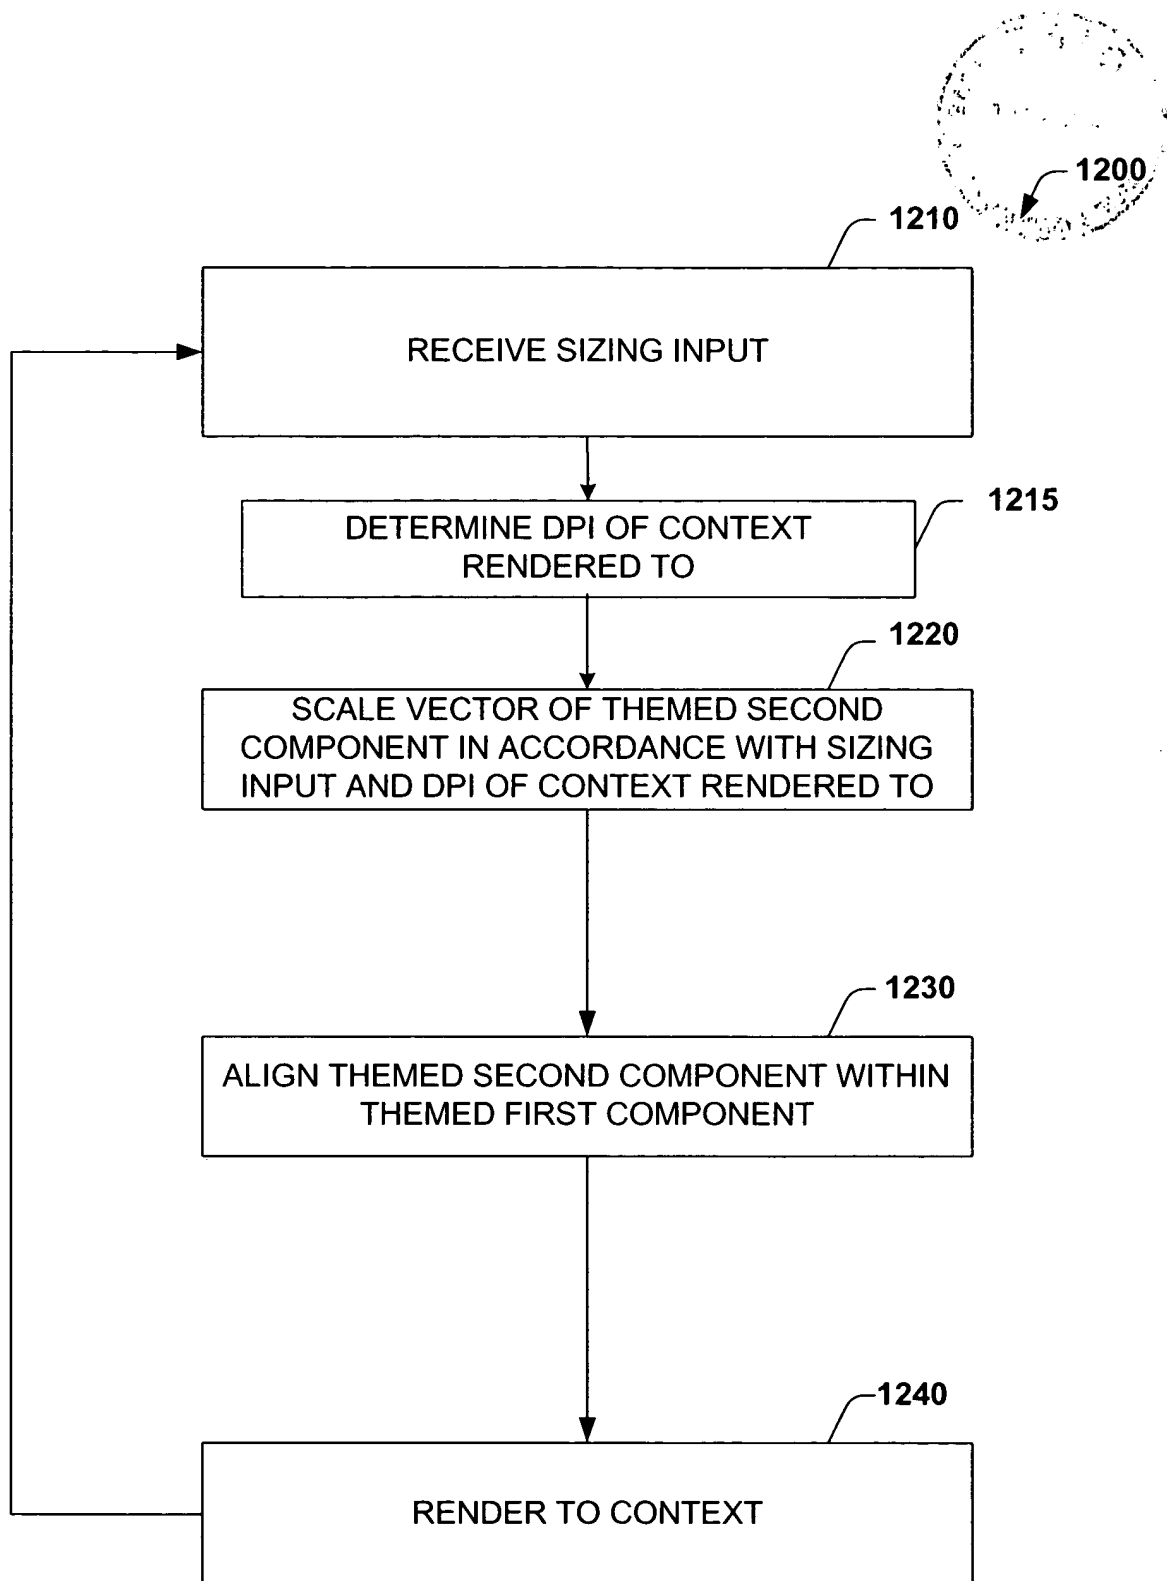 1200
1210
RECEIVE SIZING INPUT
1215
DETERMINE DPI OF CONTEXT
RENDERED TO
1220
SCALE VECTOR OF THEMED SECOND
COMPONENT IN ACCORDANCE WITH SIZING
INPUT AND DPI OF CONTEXT RENDERED TO
1230
ALIGN THEMED SECOND COMPONENT WITHIN
THEMED FIRST COMPONENT
1240
RENDER TO CONTEXT